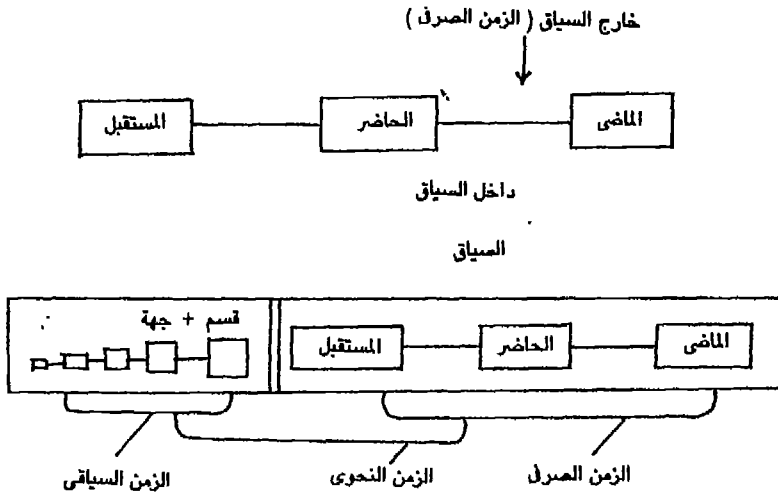 خارج السياق ( الزمن الصرفى )
الماضى الحاضر المستقبل
داخل السياق
السياق
قسم + جهة
الماضى الحاضر المستقبل
الزمن الصرفى الزمن النحوى الزمن السياقى